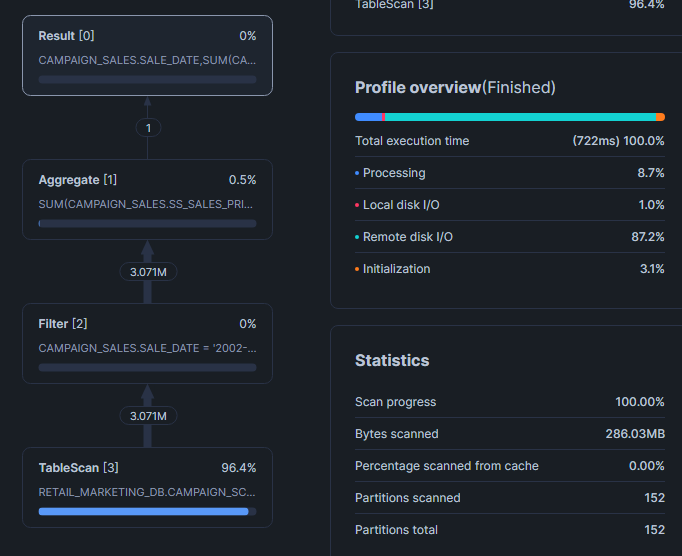 Result [0] 0%
CAMPAIGN_SALES.SALE_DATE,SUM(CA...
1
Aggregate [1] 0.5%
SUM(CAMPAIGN_SALES.SS_SALES_PRI...
3.071M
Filter [2] 0%
CAMPAIGN_SALES.SALE_DATE = '2002-...
3.071M
TableScan [3] 96.4%
RETAIL_MARKETING_DB.CAMPAIGN_SC...
TableScan [3] 96.4%
Profile overview(Finished)
Total execution time (722ms) 100.0%
Processing 8.7%
Local disk I/O 1.0%
Remote disk I/O 87.2%
Initialization 3.1%
Statistics
Scan progress 100.00%
Bytes scanned 286.03MB
Percentage scanned from cache 0.00%
Partitions scanned 152
Partitions total 152